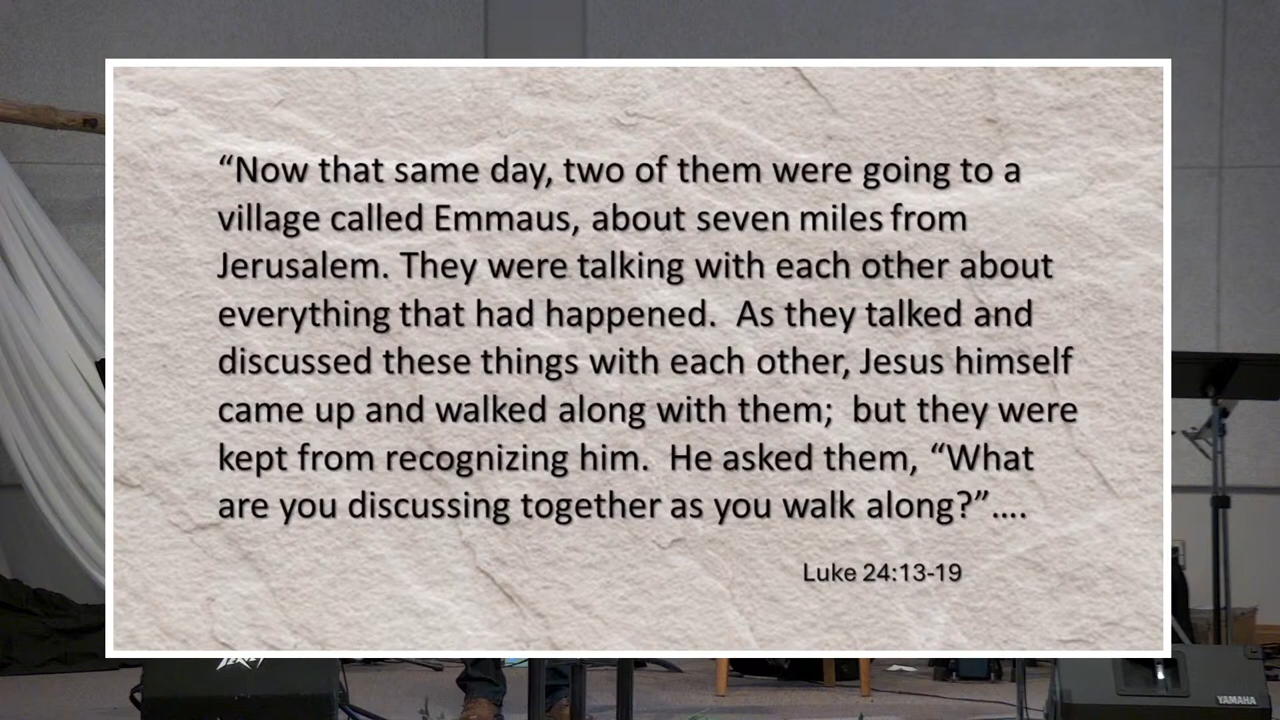 “Now that same day, two of them were going to a
village called Emmaus, about seven miles from
Jerusalem. They were talking with each other about
everything that had happened.  As they talked and
discussed these things with each other, Jesus himself
came up and walked along with them;  but they were
kept from recognizing him.  He asked them, “What
are you discussing together as you walk along?”....
Luke 24:13-19
YAMAHA